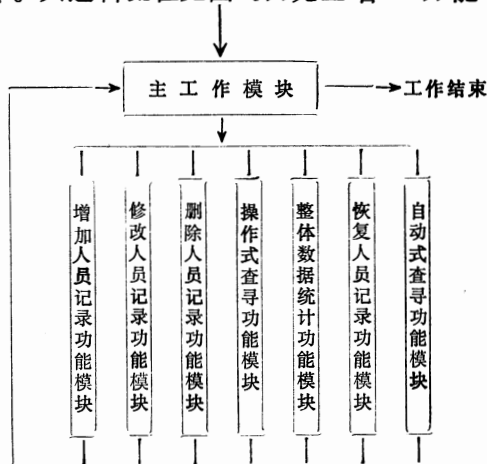 主工作模块
工作结束
增加人员记录功能模块
修改人员记录功能模块
删除人员记录功能模块
操作式查寻功能模块
整体数据统计功能模块
恢复人员记录功能模块
自动式查寻功能模块